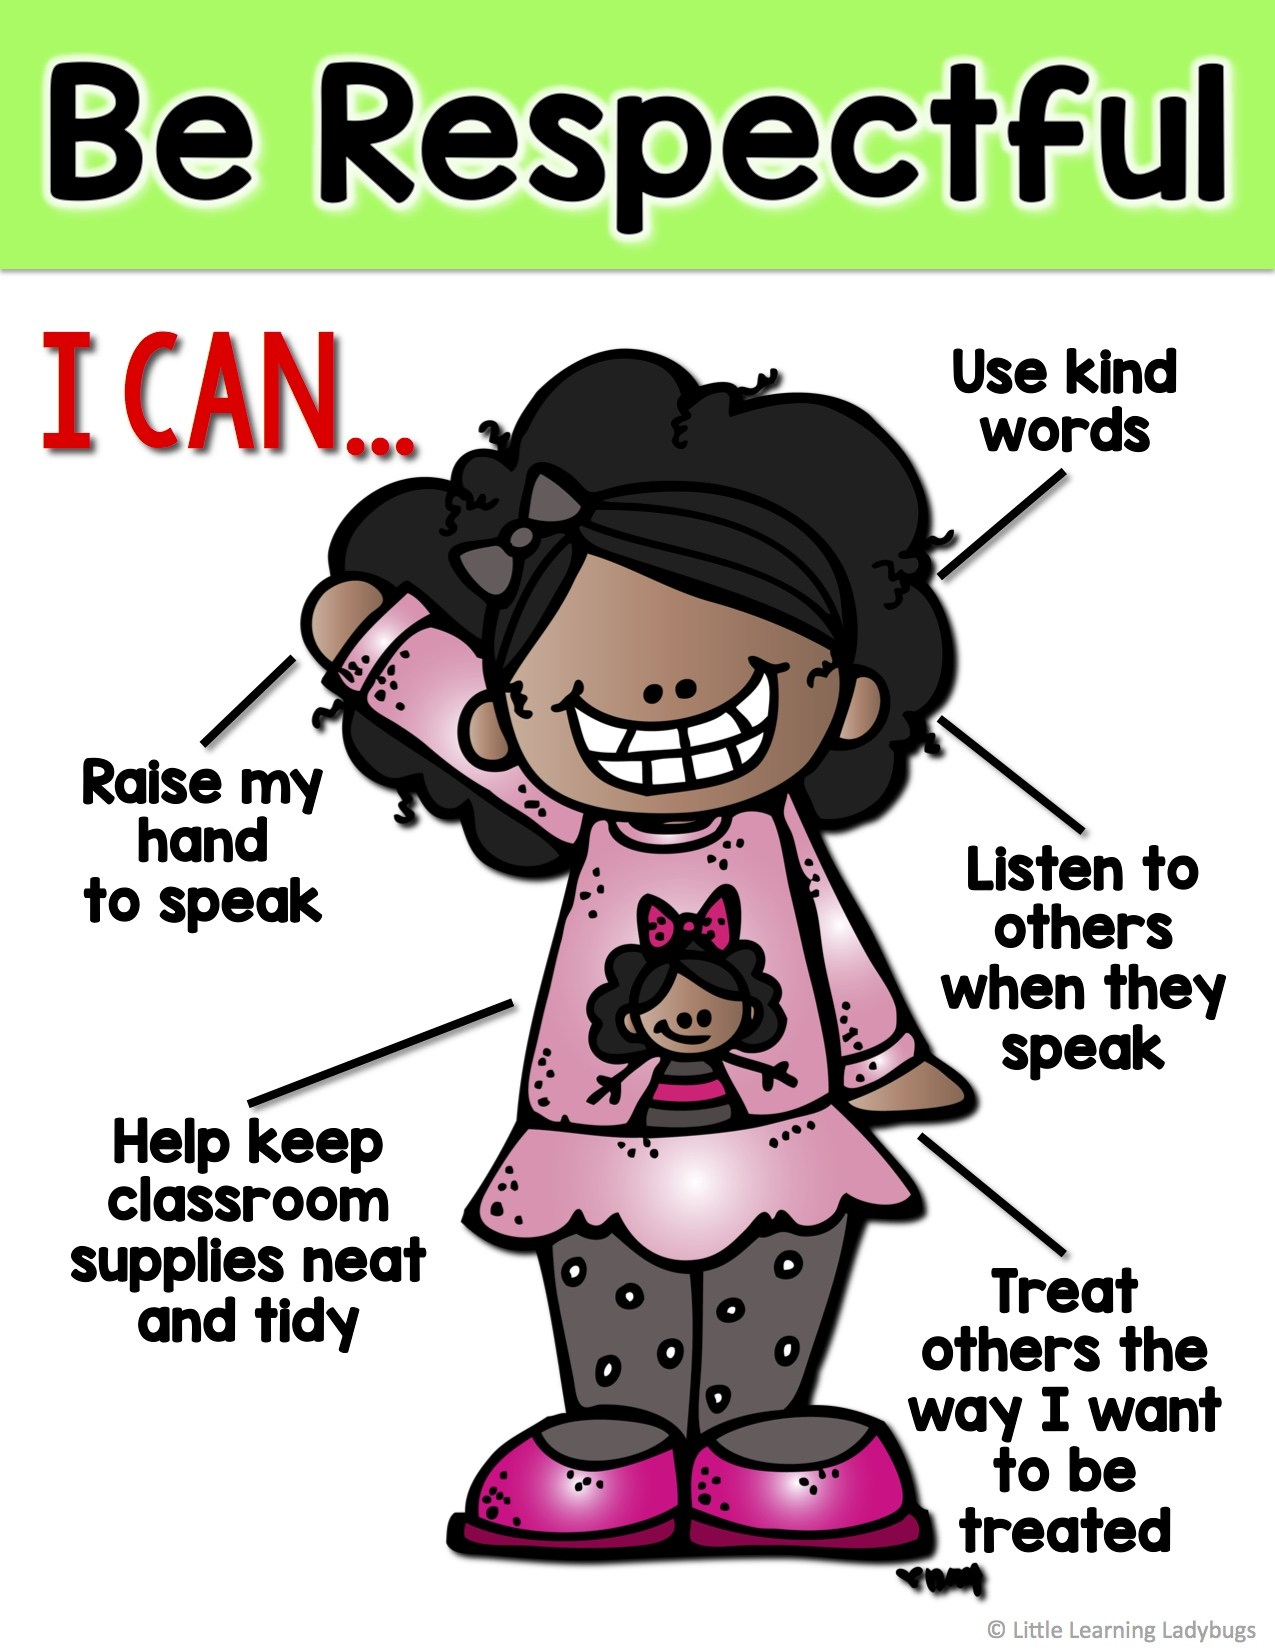 Be Respectful
I CAN...
Use kind
words
Raise my
hand
to speak
Listen to
others
when they
speak
Help keep
classroom
supplies neat
and tidy
Treat
others the
way I want
to be
treated
© Little Learning Ladybugs